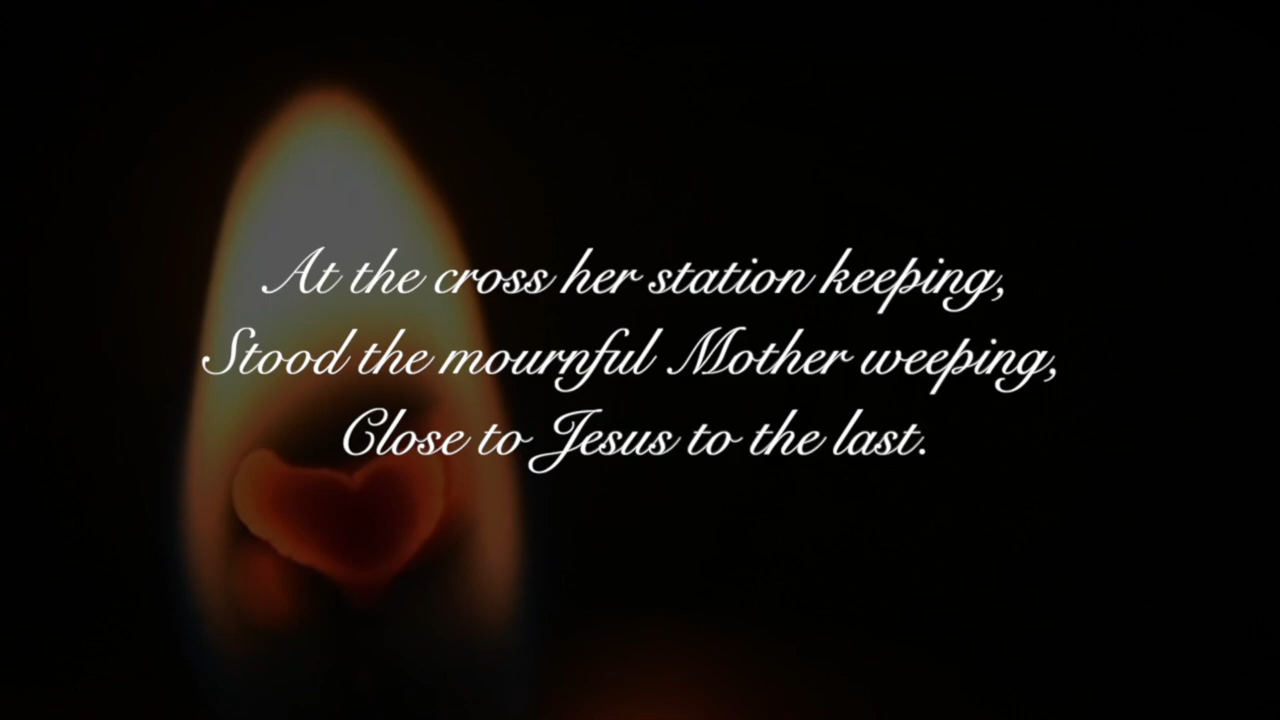 At the cross her station keeping,
Stood the mournful Mother weeping,
Close to Jesus to the last.